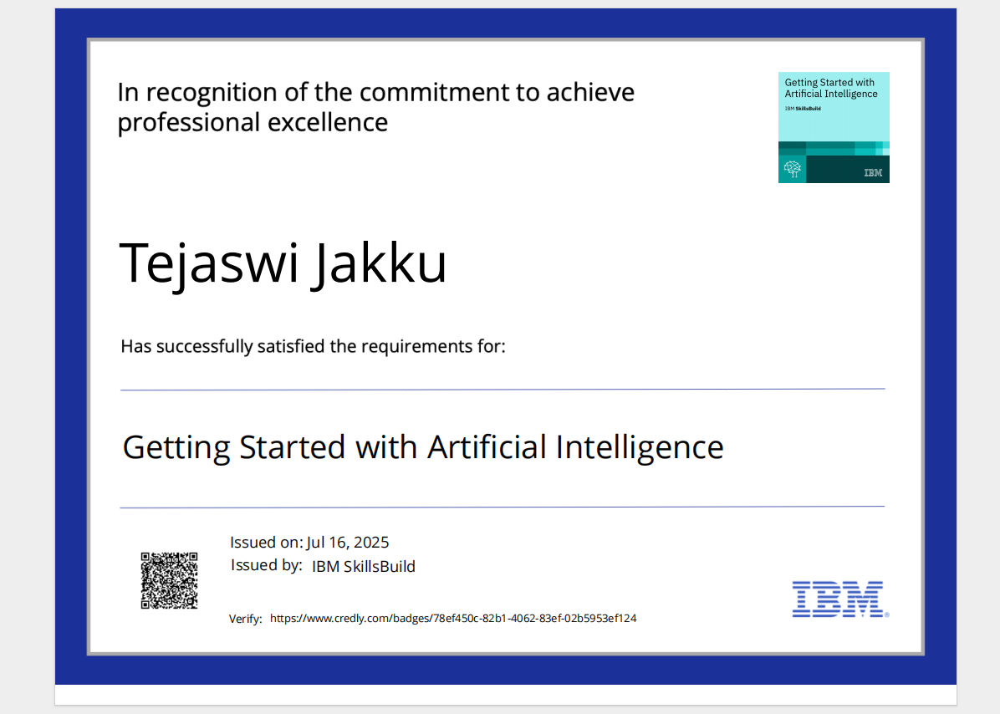 In recognition of the commitment to achieve
professional excellence
Getting Started with
Artificial Intelligence
IBM SkillsBuild
IBM
Tejaswi Jakku
Has successfully satisfied the requirements for:
Getting Started with Artificial Intelligence
Issued on: Jul 16, 2025
Issued by: IBM SkillsBuild
Verify: https://www.credly.com/badges/78ef450c-82b1-4062-83ef-02b5953ef124
IBM®